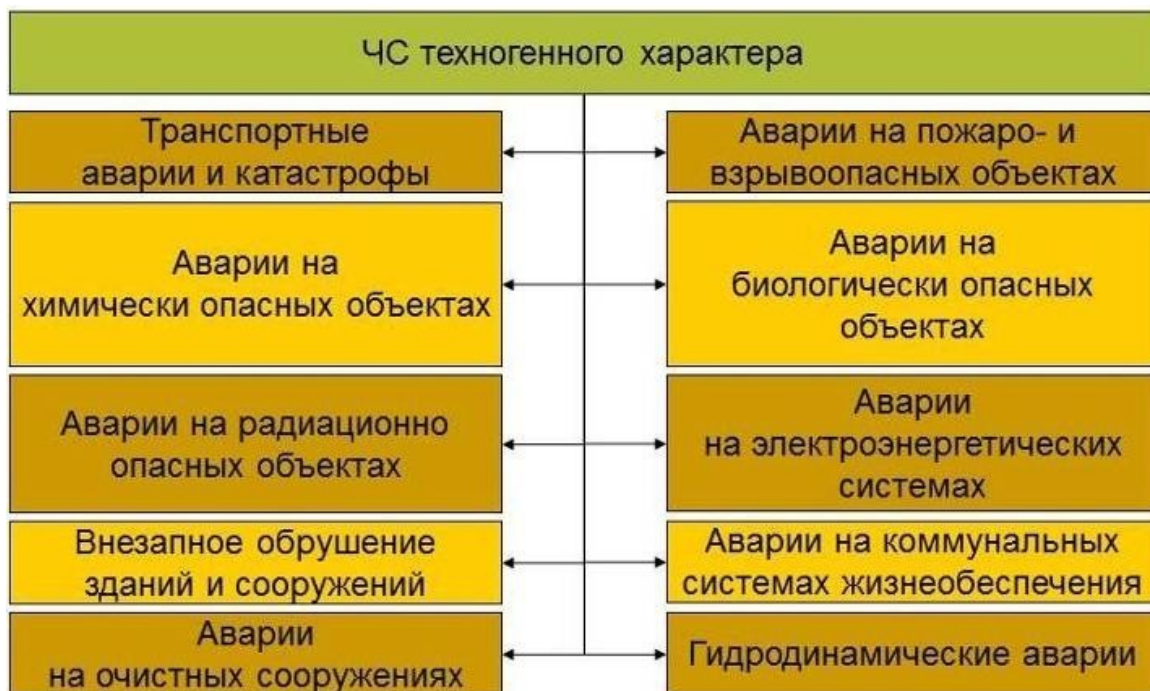 ЧС техногенного характера
Транспортные
аварии и катастрофы
Аварии на пожаро- и
взрывоопасных объектах
Аварии на
химически опасных объектах
Аварии на
биологически опасных
объектах
Аварии на радиационно
опасных объектах
Аварии
на электроэнергетических
системах
Внезапное обрушение
зданий и сооружений
Аварии на коммунальных
системах жизнеобеспечения
Аварии
на очистных сооружениях
Гидродинамические аварии